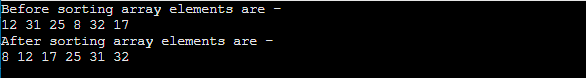 Before sorting array elements are -
12 31 25 8 32 17
After sorting array elements are -
8 12 17 25 31 32